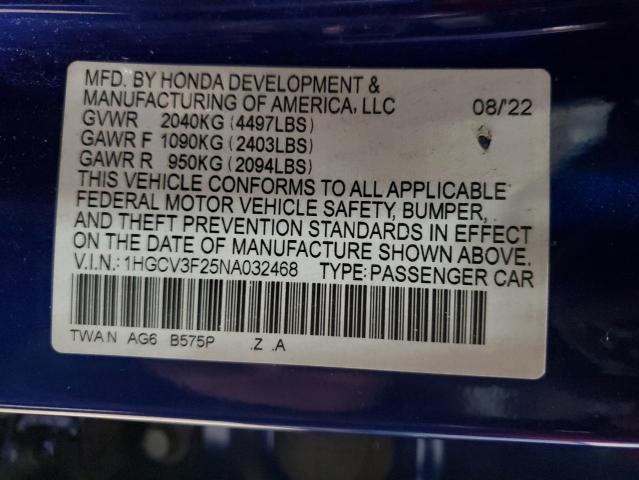 MFD. BY HONDA DEVELOPMENT &
MANUFACTURING OF AMERICA, LLC 08/'22
GVWR 2040KG (4497LBS)
GAWR F 1090KG (2403LBS)
GAWR R 950KG (2094LBS)
THIS VEHICLE CONFORMS TO ALL APPLICABLE
FEDERAL MOTOR VEHICLE SAFETY, BUMPER,
AND THEFT PREVENTION STANDARDS IN EFFECT
ON THE DATE OF MANUFACTURE SHOWN ABOVE.
V.I.N.: 1HGCV3F25NA032468 TYPE: PASSENGER CAR
TWAN AG6 B575P .Z .A